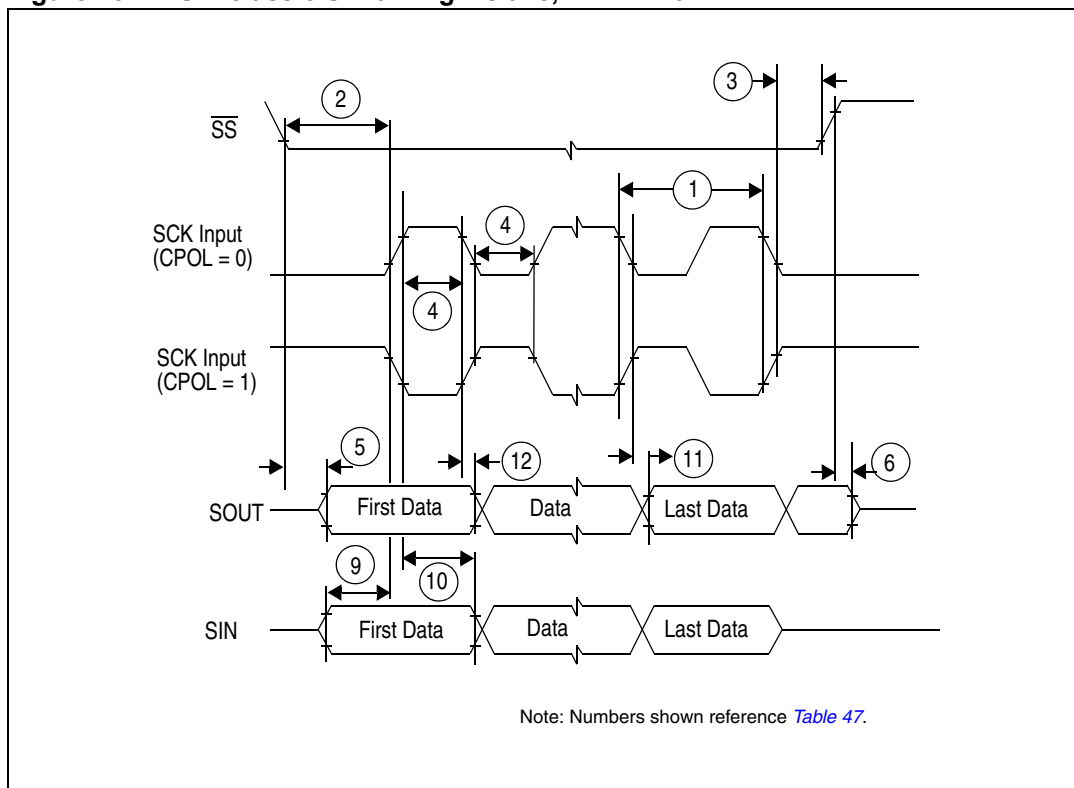 3
2
SS
1
4
SCK Input
(CPOL = 0)
4
SCK Input
(CPOL = 1)
5
12
11
6
SOUT
First Data
Data
Last Data
9
10
SIN
First Data
Data
Last Data
Note: Numbers shown reference Table 47.